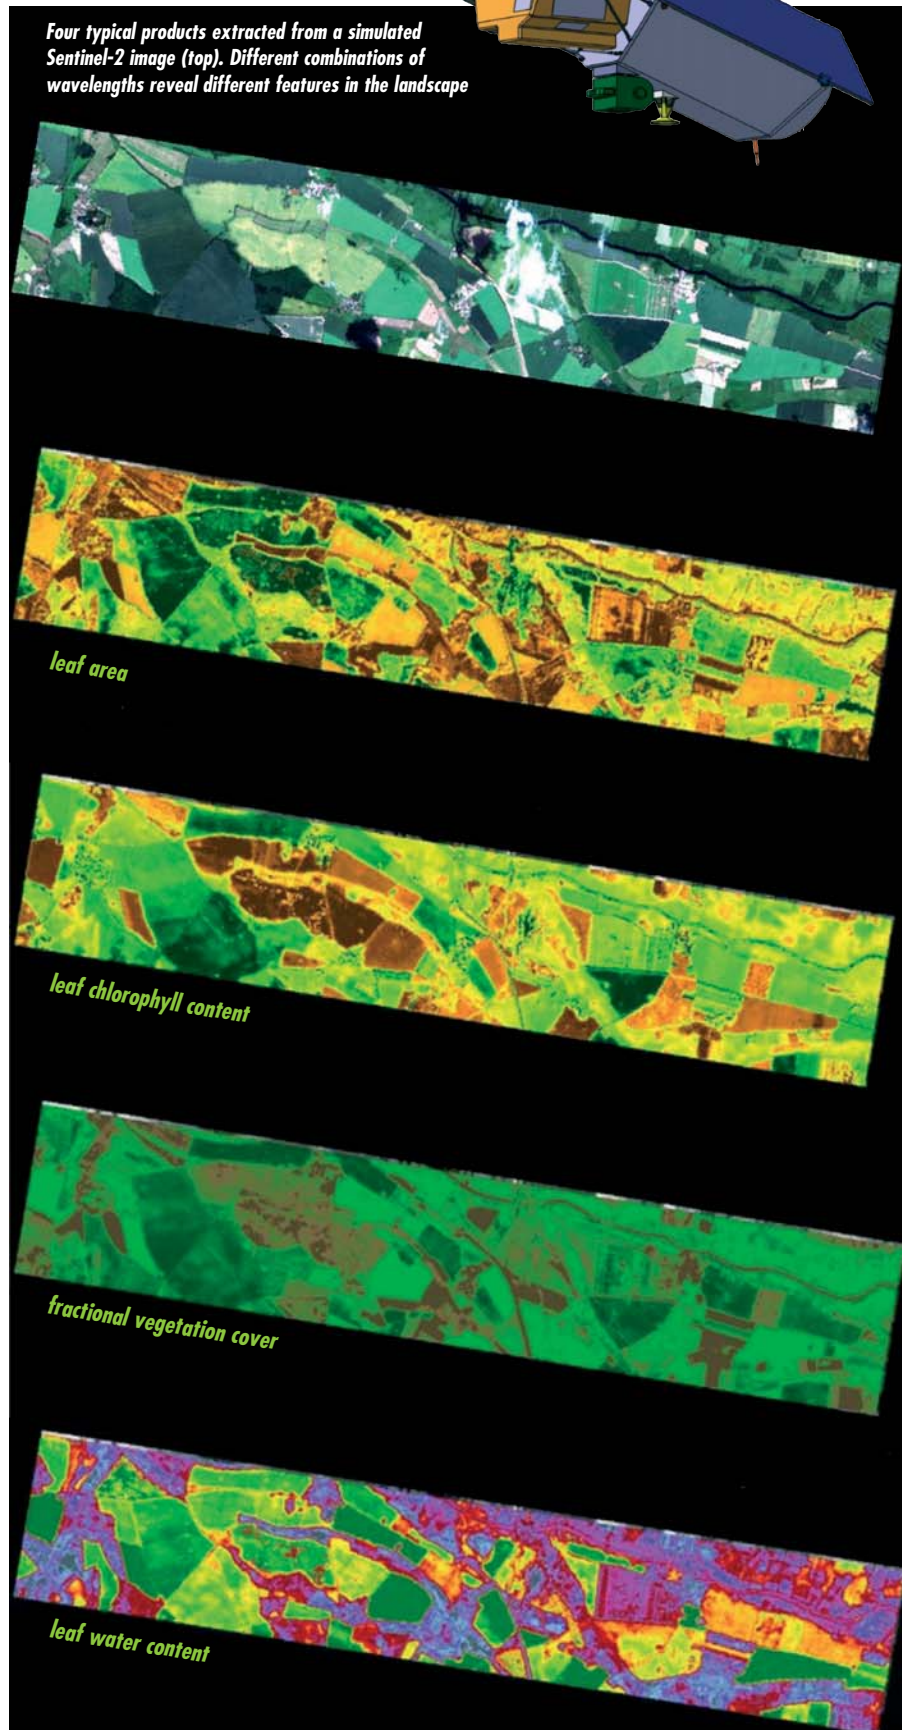 Four typical products extracted from a simulated
Sentinel-2 image (top). Different combinations of
wavelengths reveal different features in the landscape
leaf area
leaf chlorophyll content
fractional vegetation cover
leaf water content